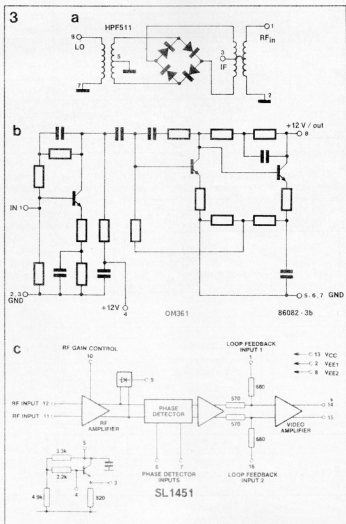 3
a
HPF511
9
LO
5
7
3
IF
1
RFin
7
b
+12 V / out
8
IN 1
2, 3
GND
+12V
4
OM361
5, 6, 7
GND
86082 - 3b
c
RF GAIN CONTROL
10
9
RF INPUT 12
RF INPUT 11
RF
AMPLIFIER
PHASE
DETECTOR
PHASE DETECTOR
INPUTS
LOOP FEEDBACK
INPUT 1
1
680
570
570
680
16
LOOP FEEDBACK
INPUT 2
VIDEO
AMPLIFIER
14
15
13 VCC
2 VEE1
8 VEE2
3.3k
2.2k
4.9k
820
5
4
3
SL1451